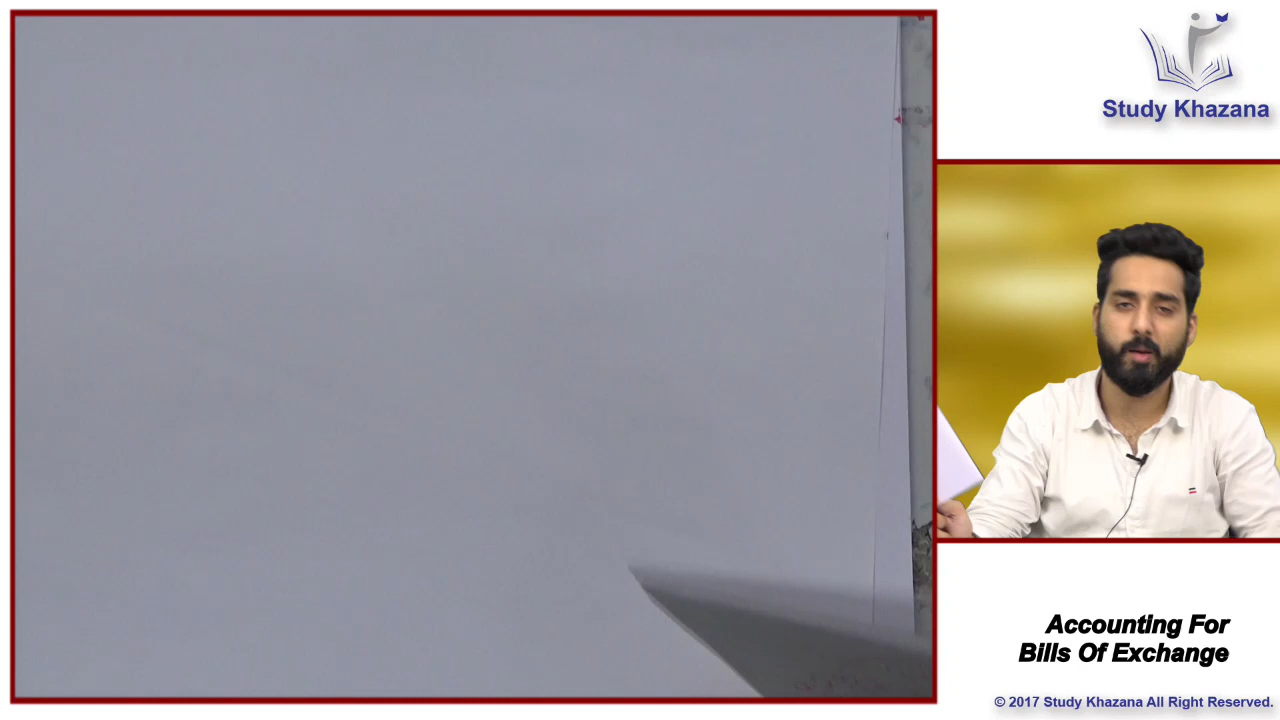 Study Khazana
Accounting For
Bills Of Exchange
© 2017 Study Khazana All Right Reserved.